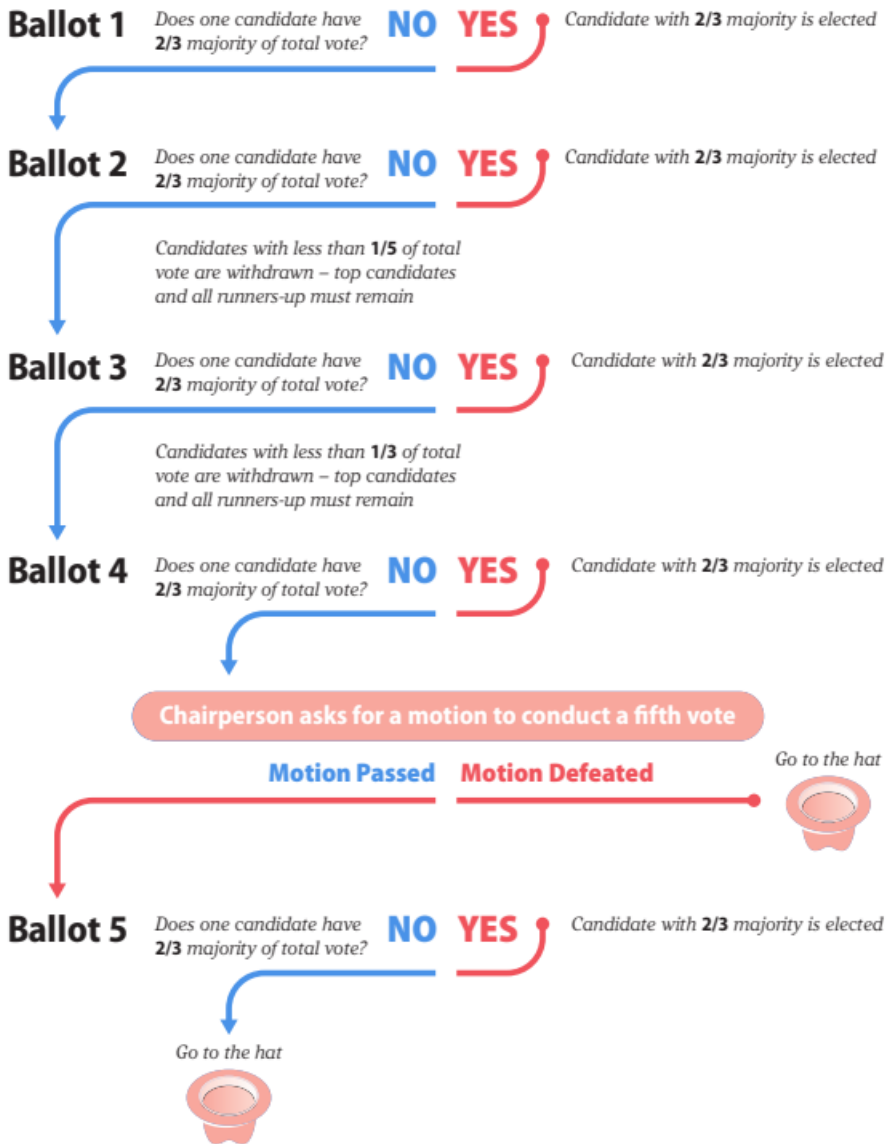 Ballot 1
Does one candidate have
2/3 majority of total vote?
NO YES
Candidate with 2/3 majority is elected
Ballot 2
Does one candidate have
2/3 majority of total vote?
NO YES
Candidate with 2/3 majority is elected
Candidates with less than 1/5 of total
vote are withdrawn – top candidates
and all runners-up must remain
Ballot 3
Does one candidate have
2/3 majority of total vote?
NO YES
Candidate with 2/3 majority is elected
Candidates with less than 1/3 of total
vote are withdrawn – top candidates
and all runners-up must remain
Ballot 4
Does one candidate have
2/3 majority of total vote?
NO YES
Candidate with 2/3 majority is elected
Chairperson asks for a motion to conduct a fifth vote
Motion Passed Motion Defeated
Go to the hat
Ballot 5
Does one candidate have
2/3 majority of total vote?
NO YES
Candidate with 2/3 majority is elected
Go to the hat